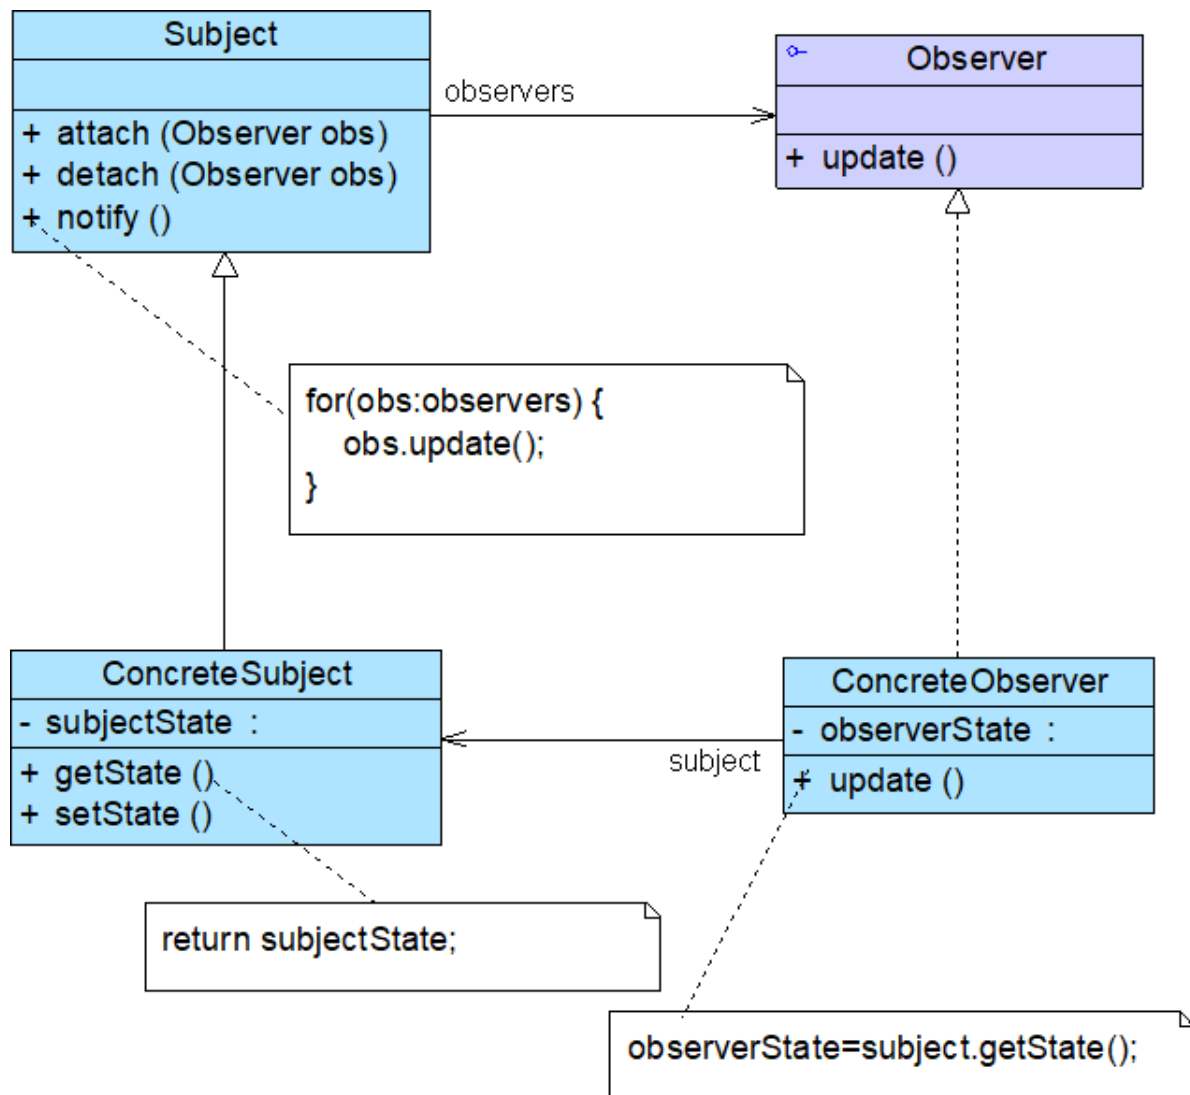 Subject
+ attach (Observer obs)
+ detach (Observer obs)
+ notify ()
observers
Observer
+ update ()
for(obs:observers) {
obs.update();
}
ConcreteSubject
- subjectState :
+ getState ()
+ setState ()
subject
ConcreteObserver
- observerState :
+ update ()
return subjectState;
observerState=subject.getState();